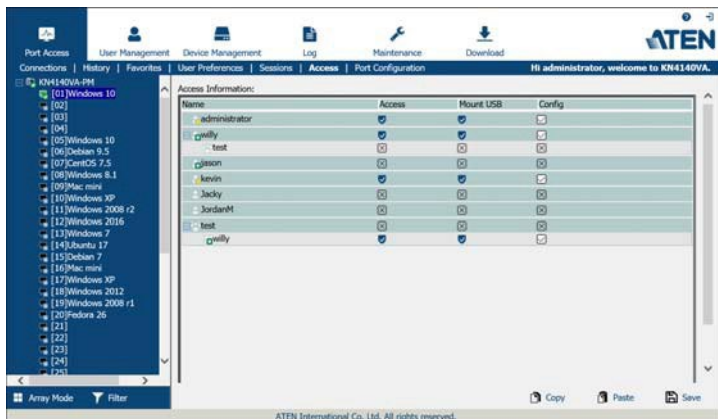 ATEN
Port Access User Management Device Management Log Maintenance Download
Connections | History | Favorites | User Preferences | Sessions | Access | Port Configuration Hi administrator, welcome to KN4140VA.
KN4140VA-PM
[01]Windows 10
[02]
[03]
[04]
[05]Windows 10
[06]Debian 9.5
[07]CentOS 7.5
[08]Windows 8.1
[09]Mac mini
[10]Windows XP
[11]Windows 2008 r2
[12]Windows 2016
[13]Windows 7
[14]Ubuntu 17
[15]Debian 7
[16]Mac mini
[17]Windows XP
[18]Windows 2012
[19]Windows 2008 r1
[20]Fedora 26
[21]
[22]
[23]
[24]
[25]
Array Mode Filter
Access Information:
Name Access Mount USB Config
administrator
willy
test
jason
kevin
Jacky
JordanM
test
willy
Copy Paste Save
ATEN International Co. Ltd. All rights reserved.